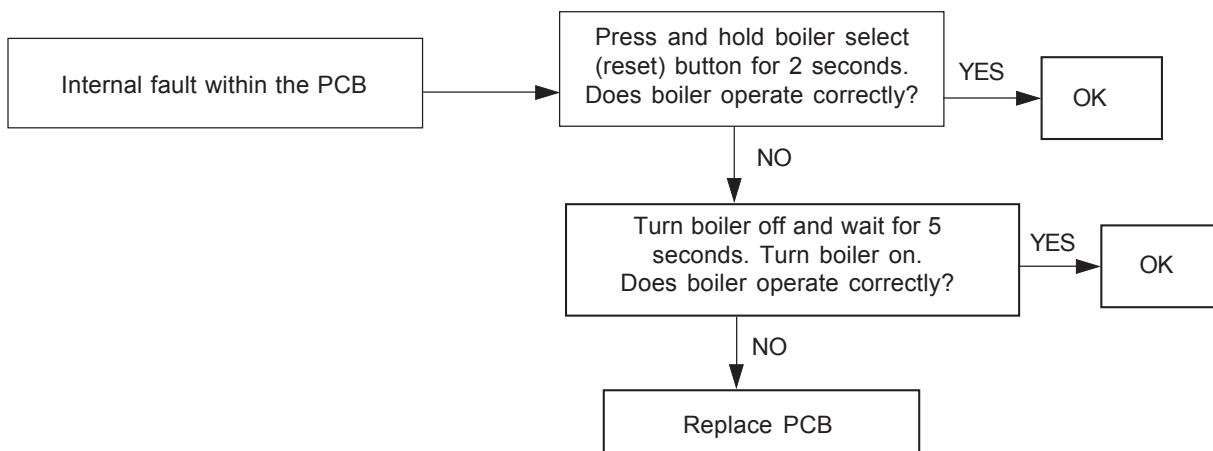 Internal fault within the PCB
Press and hold boiler select
(reset) button for 2 seconds.
Does boiler operate correctly?
YES
OK
NO
Turn boiler off and wait for 5
seconds. Turn boiler on.
Does boiler operate correctly?
YES
OK
NO
Replace PCB